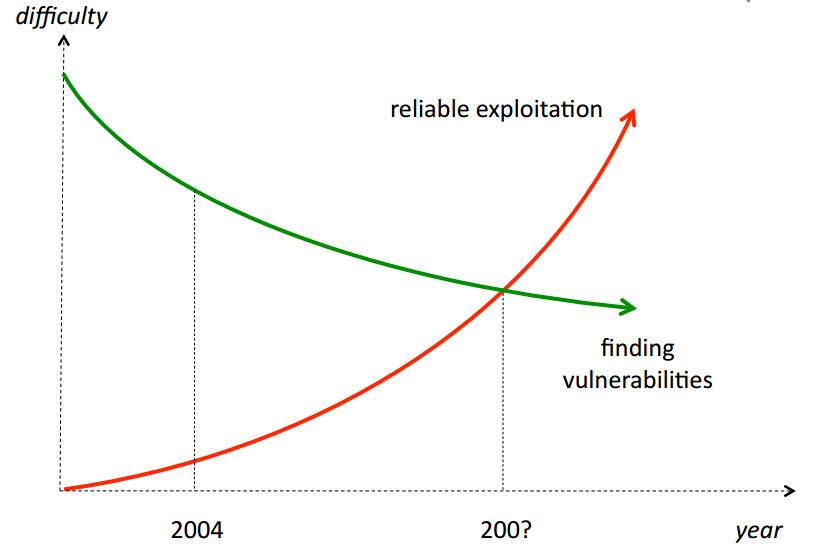 difficulty
reliable exploitation
finding
vulnerabilities
2004
200?
year